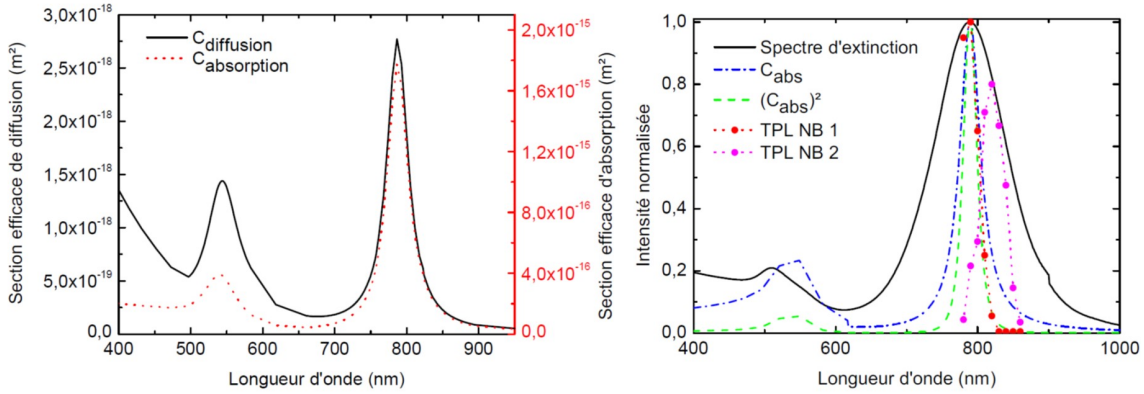 3,0x10⁻¹⁸
2,5x10⁻¹⁸
2,0x10⁻¹⁸
1,5x10⁻¹⁸
1,0x10⁻¹⁸
5,0x10⁻¹⁹
0,0
Section efficace de diffusion (m²)
C diffusion
C absorption
2,0x10⁻¹⁵
1,6x10⁻¹⁵
1,2x10⁻¹⁵
8,0x10⁻¹⁶
4,0x10⁻¹⁶
0,0
Section efficace d'absorption (m²)
400 500 600 700 800 900
Longueur d'onde (nm)
1,0
0,8
0,6
0,4
0,2
0,0
Intensité normalisée
Spectre d'extinction
C abs
(C abs)²
TPL NB 1
TPL NB 2
400 600 800 1000
Longueur d'onde (nm)